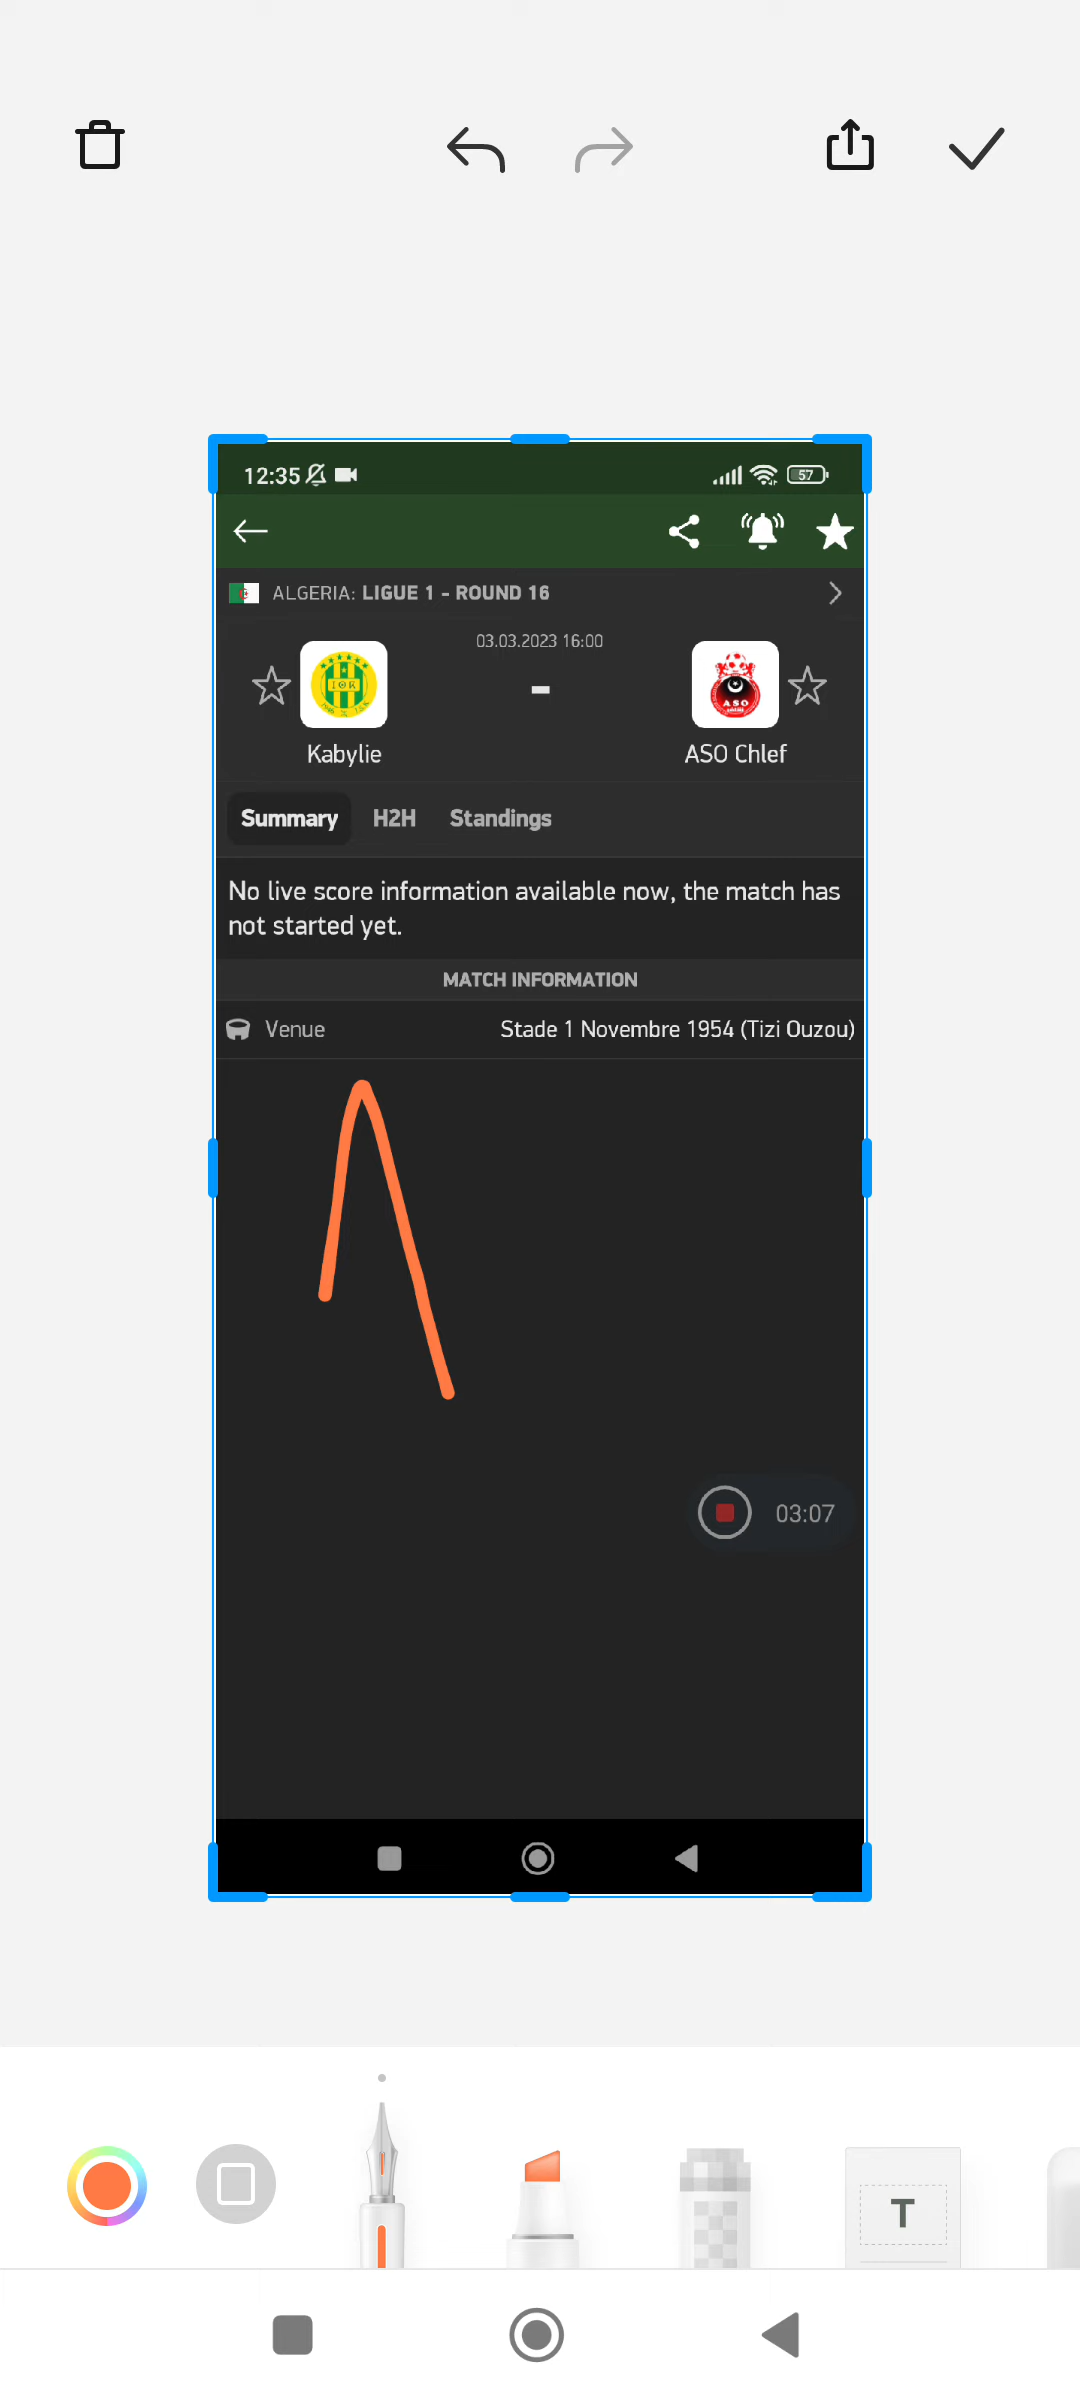 12:35
57
ALGERIA: LIGUE 1 - ROUND 16
03.03.2023 16:00
-
Kabylie
ASO Chlef
Summary H2H Standings
No live score information available now, the match has
not started yet.
MATCH INFORMATION
Venue Stade 1 Novembre 1954 (Tizi Ouzou)
03:07
T